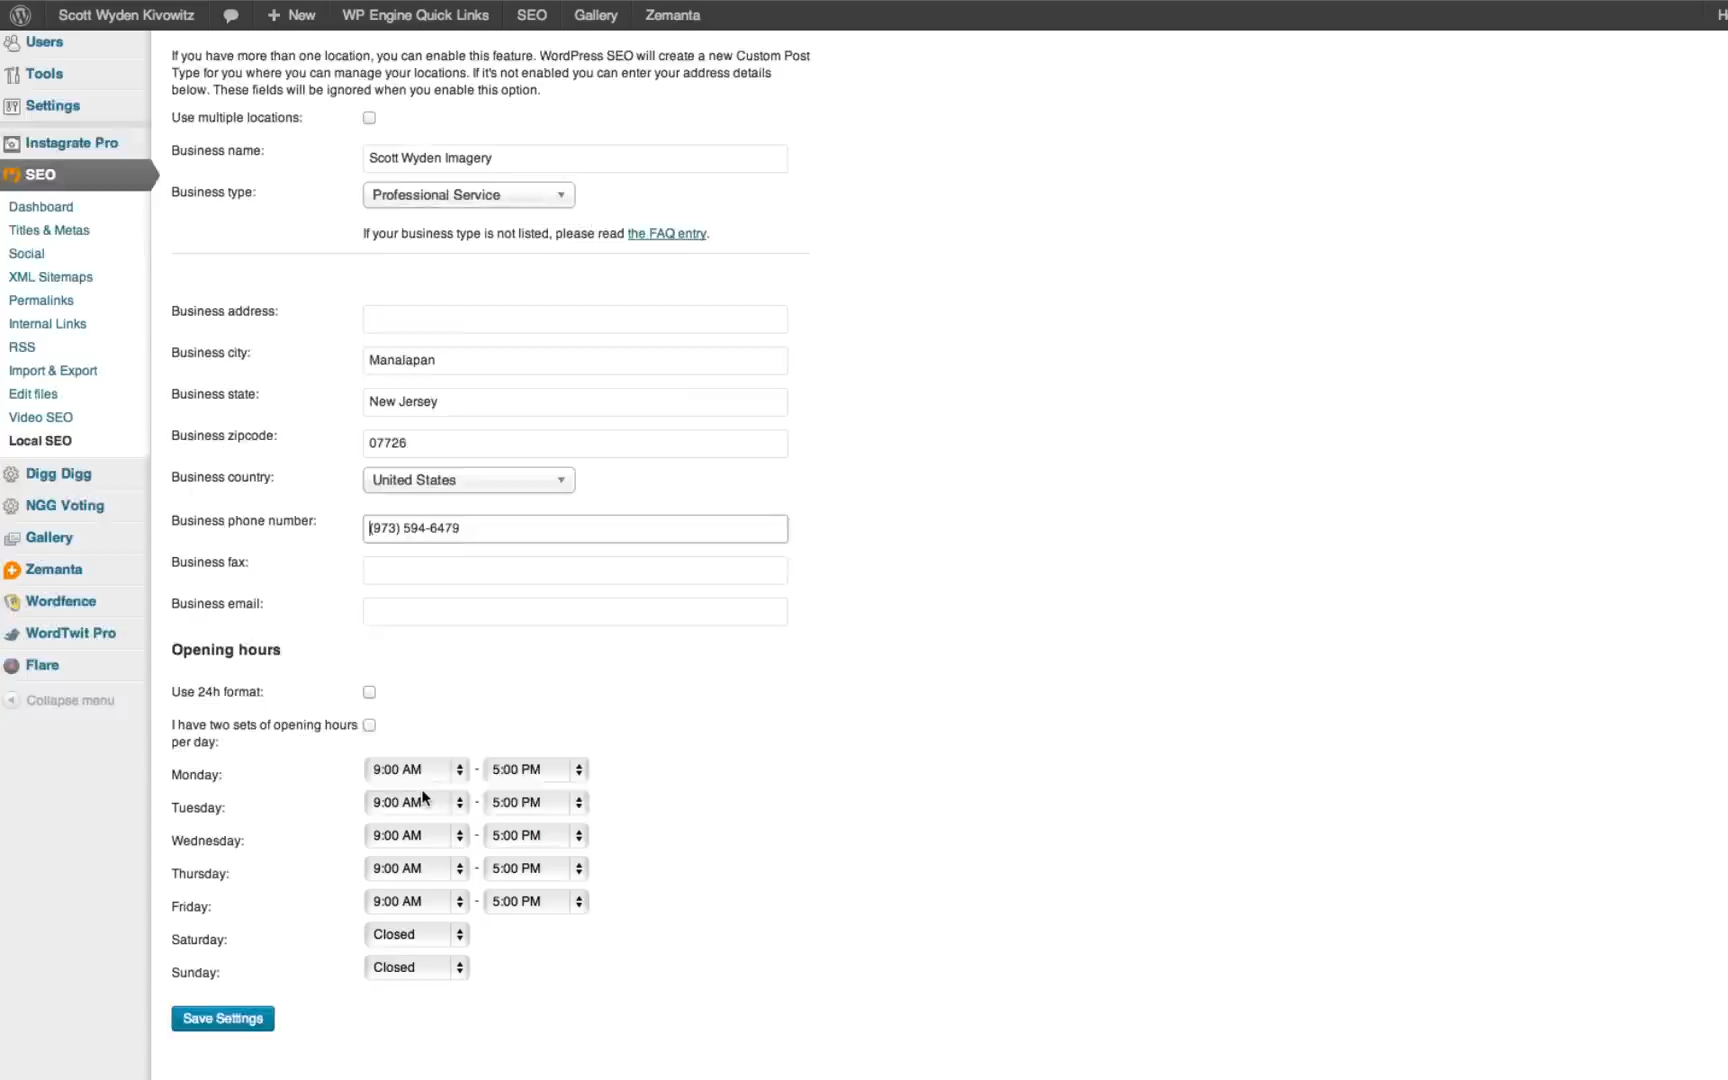 Scott Wyden Kivowitz
New
WP Engine Quick Links
SEO
Gallery
Zemanta
Users
Tools
Settings
Instagrate Pro
SEO
Dashboard
Titles & Metas
Social
XML Sitemaps
Permalinks
Internal Links
RSS
Import & Export
Edit files
Video SEO
Local SEO
Digg Digg
NGG Voting
Gallery
Zemanta
Wordfence
WordTwit Pro
Flare
Collapse menu
If you have more than one location, you can enable this feature. WordPress SEO will create a new Custom Post
Type for you where you can manage your locations. If it's not enabled you can enter your address details
below. These fields will be ignored when you enable this option.
Use multiple locations:
Business name: Scott Wyden Imagery
Business type: Professional Service
If your business type is not listed, please read the FAQ entry.
Business address:
Business city: Manalapan
Business state: New Jersey
Business zipcode: 07726
Business country: United States
Business phone number: (973) 594-6479
Business fax:
Business email:
Opening hours
Use 24h format:
I have two sets of opening hours
per day:
Monday: 9:00 AM - 5:00 PM
Tuesday: 9:00 AM - 5:00 PM
Wednesday: 9:00 AM - 5:00 PM
Thursday: 9:00 AM - 5:00 PM
Friday: 9:00 AM - 5:00 PM
Saturday: Closed
Sunday: Closed
Save Settings